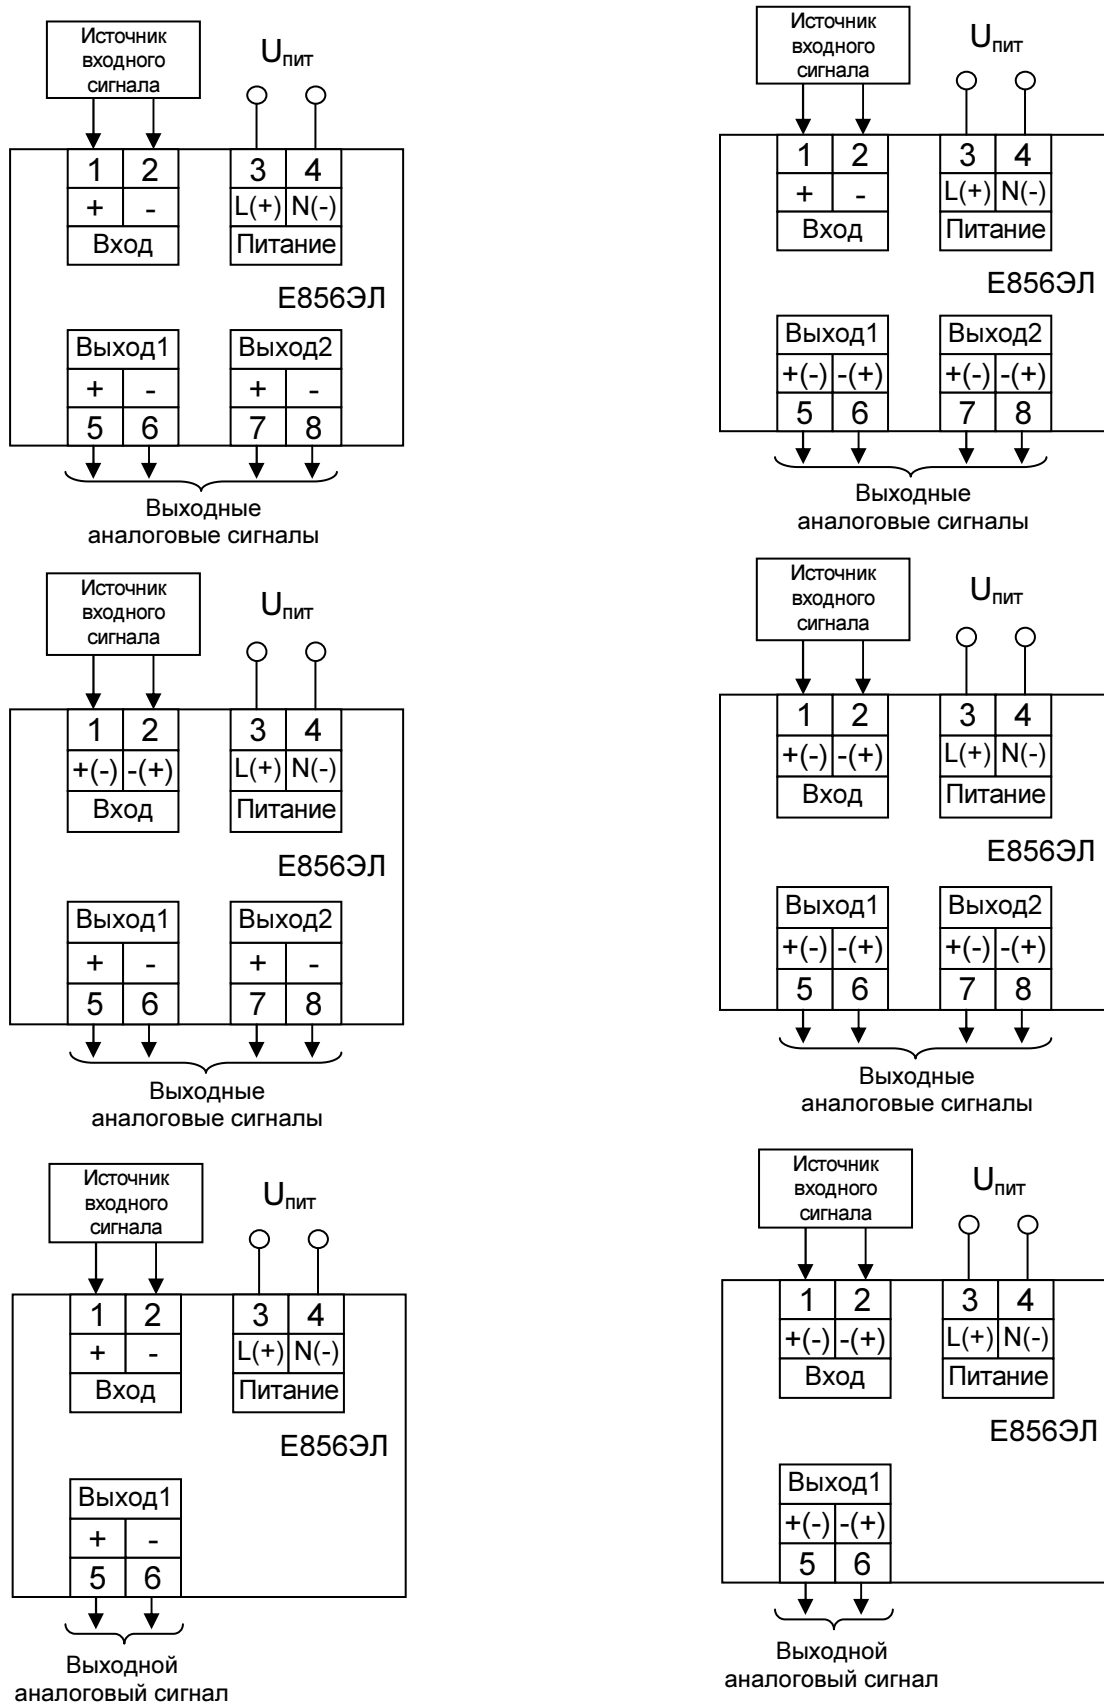 Источник
входного
сигнала
Uпит
1 2 3 4
+ - L(+) N(-)
Вход Питание
Е856ЭЛ
Выход1 Выход2
+ - + -
5 6 7 8
Выходные
аналоговые сигналы
Источник
входного
сигнала
Uпит
1 2 3 4
+ - L(+) N(-)
Вход Питание
Е856ЭЛ
Выход1 Выход2
+(-) -(+) +(-) -(+)
5 6 7 8
Выходные
аналоговые сигналы
Источник
входного
сигнала
Uпит
1 2 3 4
+(-) -(+) L(+) N(-)
Вход Питание
Е856ЭЛ
Выход1 Выход2
+ - + -
5 6 7 8
Выходные
аналоговые сигналы
Источник
входного
сигнала
Uпит
1 2 3 4
+(-) -(+) L(+) N(-)
Вход Питание
Е856ЭЛ
Выход1 Выход2
+(-) -(+) +(-) -(+)
5 6 7 8
Выходные
аналоговые сигналы
Источник
входного
сигнала
Uпит
1 2 3 4
+ - L(+) N(-)
Вход Питание
Е856ЭЛ
Выход1
+ -
5 6
Выходной
аналоговый сигнал
Источник
входного
сигнала
Uпит
1 2 3 4
+(-) -(+) L(+) N(-)
Вход Питание
Е856ЭЛ
Выход1
+(-) -(+)
5 6
Выходной
аналоговый сигнал